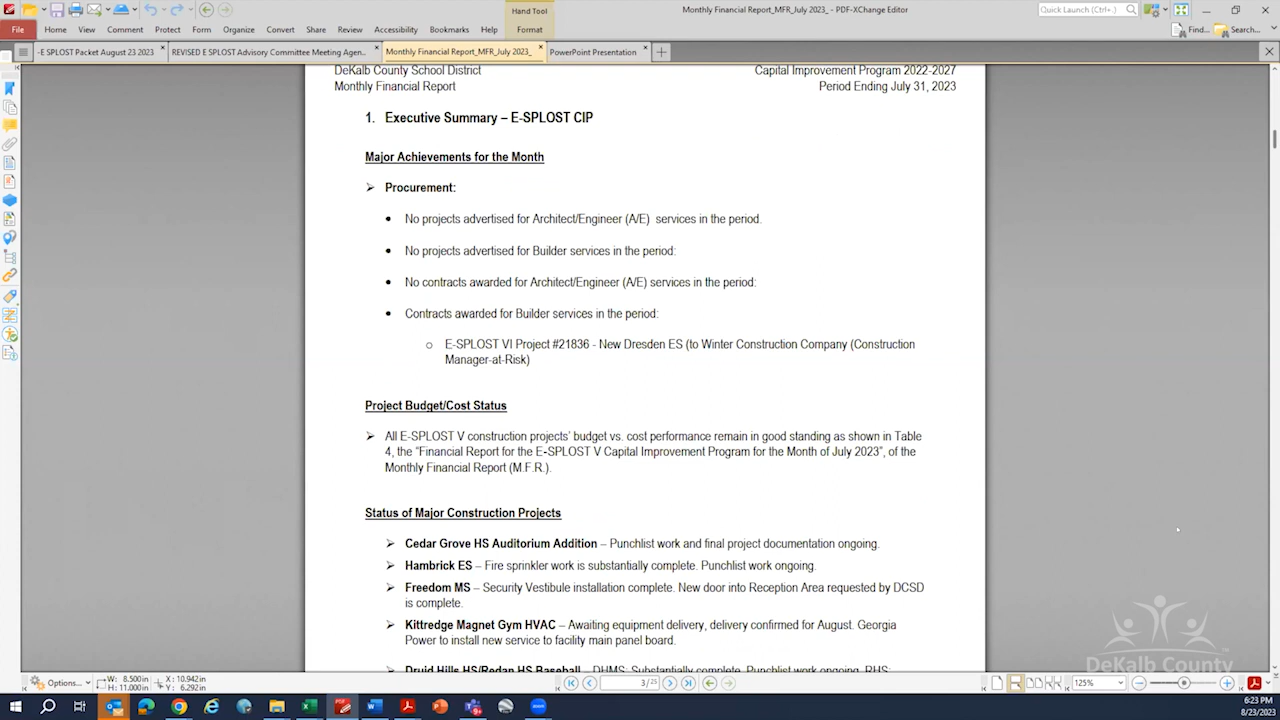 Hand Tool
Monthly Financial Report_MFR_July 2023_ - PDF-XChange Editor
Quick Launch (Ctrl+.)
File Home View Comment Protect Form Organize Convert Share Review Accessibility Bookmarks Help Format
Find... Search...
-E SPLOST Packet August 23 2023
REVISED E SPLOST Advisory Committee Meeting Agen...
Monthly Financial Report_MFR_July 2023_
PowerPoint Presentation
DeKalb County School District Capital Improvement Program 2022-2027
Monthly Financial Report Period Ending July 31, 2023
1. Executive Summary – E-SPLOST CIP
Major Achievements for the Month
Procurement:
No projects advertised for Architect/Engineer (A/E) services in the period.
No projects advertised for Builder services in the period:
No contracts awarded for Architect/Engineer (A/E) services in the period:
Contracts awarded for Builder services in the period:
E-SPLOST VI Project #21836 - New Dresden ES (to Winter Construction Company (Construction
Manager-at-Risk)
Project Budget/Cost Status
All E-SPLOST V construction projects' budget vs. cost performance remain in good standing as shown in Table
4, the “Financial Report for the E-SPLOST V Capital Improvement Program for the Month of July 2023”, of the
Monthly Financial Report (M.F.R.).
Status of Major Construction Projects
Cedar Grove HS Auditorium Addition – Punchlist work and final project documentation ongoing.
Hambrick ES – Fire sprinkler work is substantially complete. Punchlist work ongoing.
Freedom MS – Security Vestibule installation complete. New door into Reception Area requested by DCSD
is complete.
Kittredge Magnet Gym HVAC – Awaiting equipment delivery, delivery confirmed for August. Georgia
Power to install new service to facility main panel board.
Druid Hills HS/Redan HS Baseball – DHMS: Substantially complete. Punchlist work ongoing. RHS:
DeKalb County
Options...
W: 8.500in
H: 11.000in
X: 10.942in
Y: 6.292in
3 / 25
125%
6:23 PM
8/23/2023